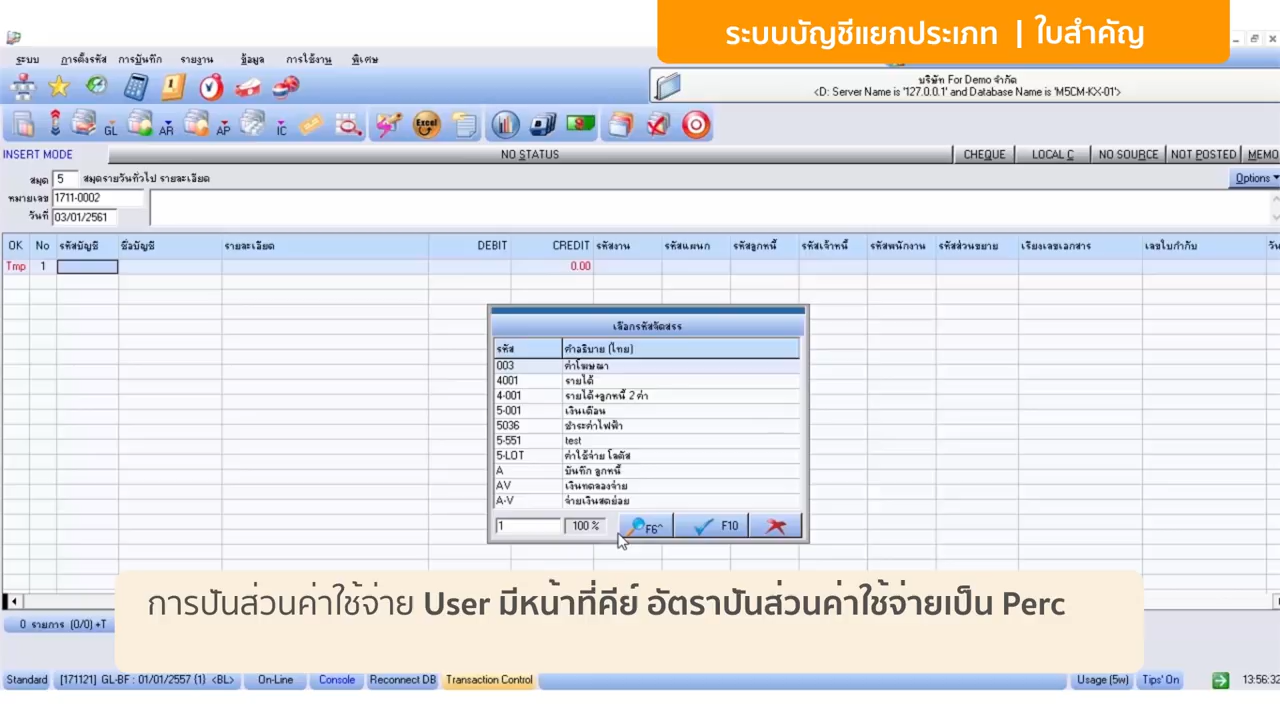 ระบบบัญชีแยกประเภท | ใบสำคัญ
ระบบ การตั้งรหัส การบันทึก รายงาน ข้อมูล การใช้งาน พิเศษ
บริษัท For Demo จำกัด
<D: Server Name is '127.0.0.1' and Database Name is 'M5CM-KX-01'>
GL AR AP IC Excel
INSERT MODE NO STATUS CHEQUE LOCAL C NO SOURCE NOT POSTED MEMO
สมุด 5 สมุดรายวันทั่วไป รายละเอียด Options
หมายเลข 1711-0002
วันที่ 03/01/2561
OK No รหัสบัญชี ชื่อบัญชี รายละเอียด DEBIT CREDIT รหัสงาน รหัสแผนก รหัสลูกหนี้ รหัสเจ้าหนี้ รหัสพนักงาน รหัสส่วนขยาย เรียงเลขเอกสาร เลขใบกำกับ วัน
Tmp 1 0.00
เลือกรหัสจัดสรร
รหัส คำอธิบาย (ไทย)
003 ค่าโฆษณา
4001 รายได้
4-001 รายได้+ลูกหนี้ 2 ค่า
5-001 เงินเดือน
5036 ชำระค่าไฟฟ้า
5-551 test
5-LOT ค่าใช้จ่าย โลตัส
A บันทึก ลูกหนี้
AV เงินทดลองจ่าย
A-V จ่ายเงินสดย่อย
1 100 % F6^ F10
การปันส่วนค่าใช้จ่าย User มีหน้าที่คีย์ อัตราปันส่วนค่าใช้จ่ายเป็น Perc
0 รายการ (0/0) +T
Standard [171121] GL-BF : 01/01/2557 (1) <BL> On-Line Console Reconnect DB Transaction Control Usage (5w) Tips' On 13:56:32